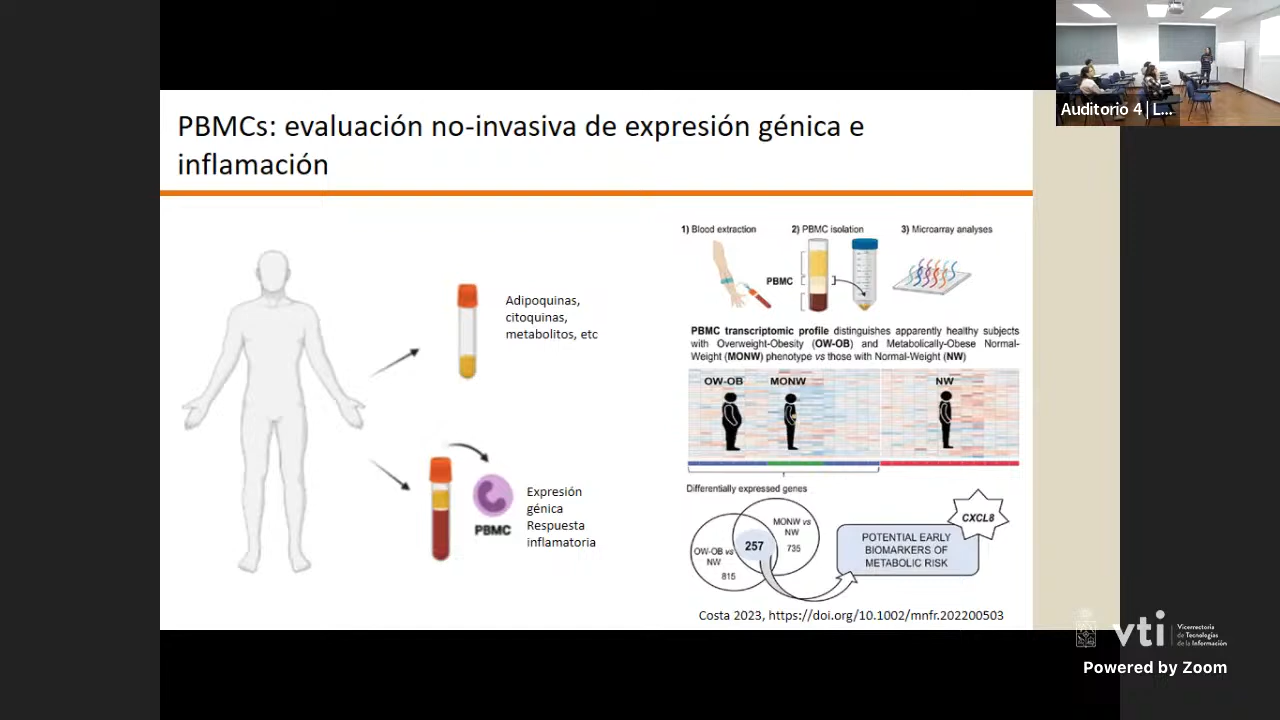 Auditorio 4 | L...
PBMCs: evaluación no-invasiva de expresión génica e
inflamación
Adipoquinas,
citoquinas,
metabolitos, etc
PBMC
Expresión
génica
Respuesta
inflamatoria
1) Blood extraction
2) PBMC isolation
3) Microarray analyses
PBMC
PBMC transcriptomic profile distinguishes apparently healthy subjects
with Overweight-Obesity (OW-OB) and Metabolically-Obese Normal-
Weight (MONW) phenotype vs those with Normal-Weight (NW)
OW-OB
MONW
NW
Differentially expressed genes
OW-OB vs
NW
815
257
MONW vs
NW
735
POTENTIAL EARLY
BIOMARKERS OF
METABOLIC RISK
CXCL8
Costa 2023, https://doi.org/10.1002/mnfr.202200503
vti
Vicerrectoría
de Tecnologías
de la Información
Powered by Zoom